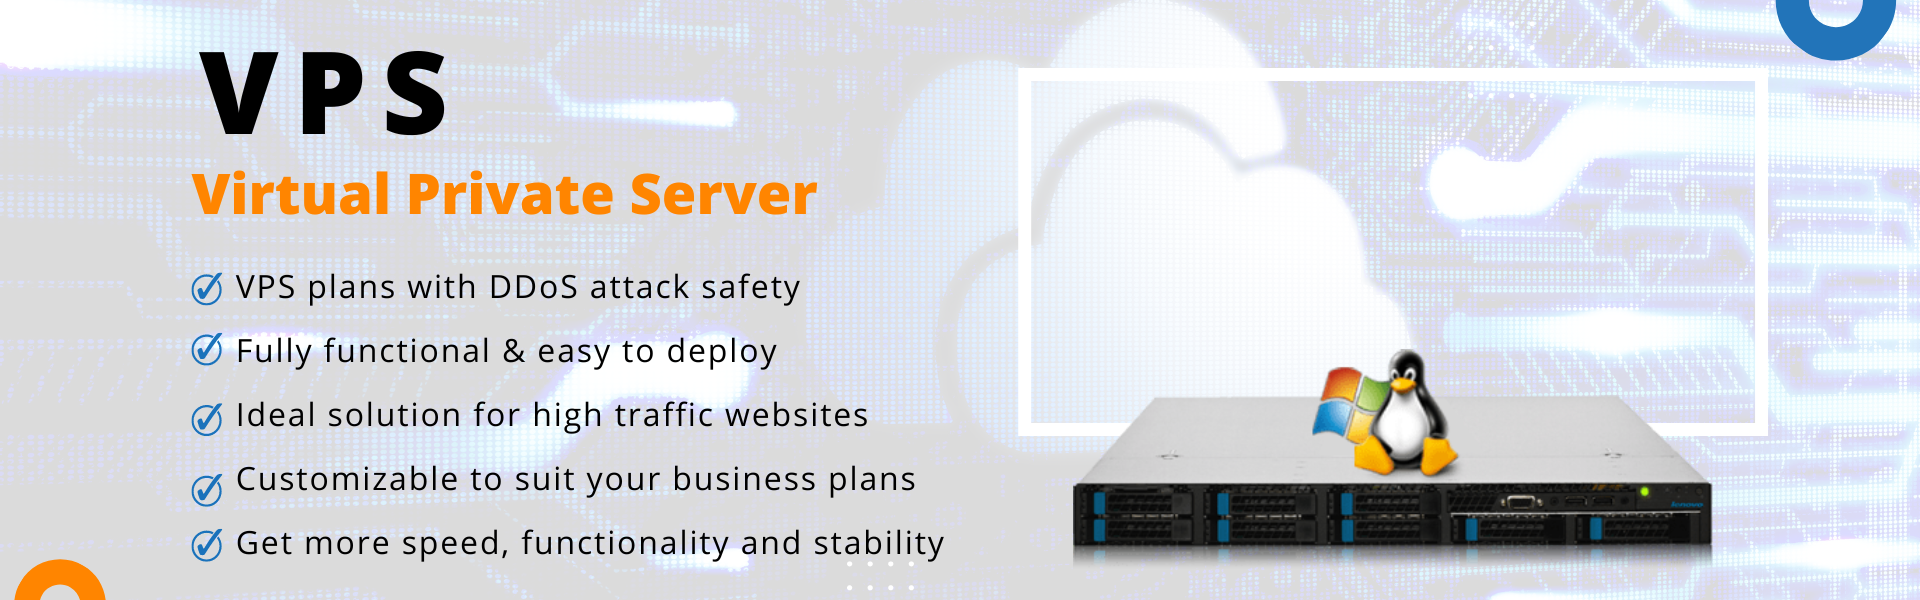 VPS
Virtual Private Server
VPS plans with DDoS attack safety
Fully functional & easy to deploy
Ideal solution for high traffic websites
Customizable to suit your business plans
Get more speed, functionality and stability
lenovo